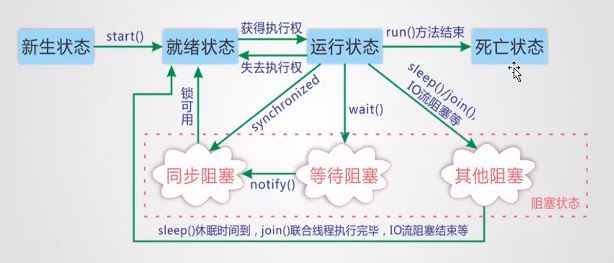 新生状态
start()
就绪状态
获得执行权
失去执行权
运行状态
run()方法结束
死亡状态
锁可用
synchronized
wait()
sleep()/join(),
IO流阻塞等
同步阻塞
notify()
等待阻塞
其他阻塞
阻塞状态
sleep()休眠时间到，join()联合线程执行完毕，IO流阻塞结束等